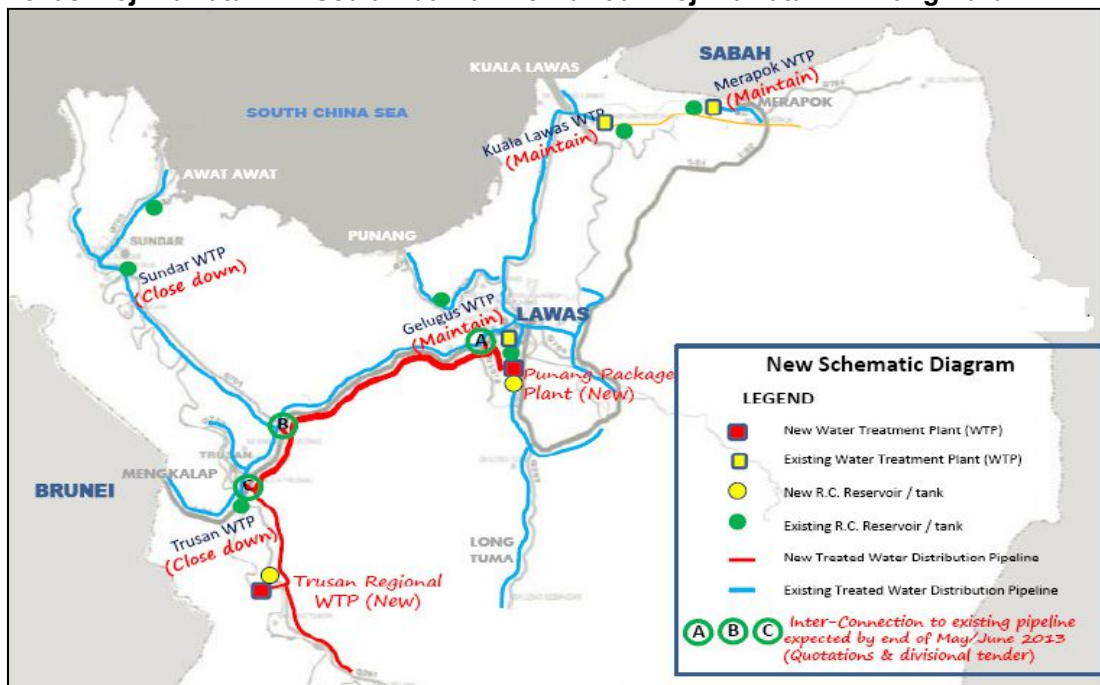 SABAH
KUALA LAWAS
Merapok WTP
(Maintain)
MERAPOK
SOUTH CHINA SEA
Kuala Lawas WTP
(Maintain)
AWAT AWAT
SUNDAR
PUNANG
Sundar WTP
(Close down)
Gelugus WTP
(Maintain)
LAWAS
A
Punang Package
Plant (New)
B
TRUSAN
MENGKALAP
C
BRUNEI
Trusan WTP
(Close down)
LONG
TUMA
Trusan Regional
WTP (New)
New Schematic Diagram
LEGEND
New Water Treatment Plant (WTP)
Existing Water Treatment Plant (WTP)
New R.C. Reservoir / tank
Existing R.C. Reservoir / tank
New Treated Water Distribution Pipeline
Existing Treated Water Distribution Pipeline
A B C Inter-Connection to existing pipeline
expected by end of May/June 2013
(Quotations & divisional tender)